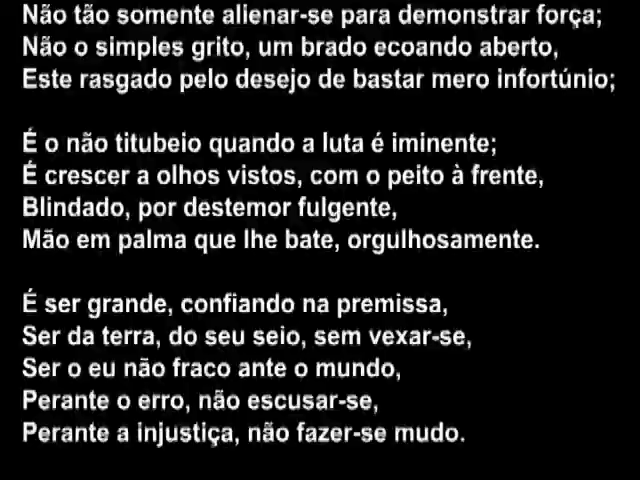 Não tão somente alienar-se para demonstrar força;
Não o simples grito, um brado ecoando aberto,
Este rasgado pelo desejo de bastar mero infortúnio;
É o não titubeio quando a luta é iminente;
É crescer a olhos vistos, com o peito à frente,
Blindado, por destemor fulgente,
Mão em palma que lhe bate, orgulhosamente.
É ser grande, confiando na premissa,
Ser da terra, do seu seio, sem vexar-se,
Ser o eu não fraco ante o mundo,
Perante o erro, não escusar-se,
Perante a injustiça, não fazer-se mudo.